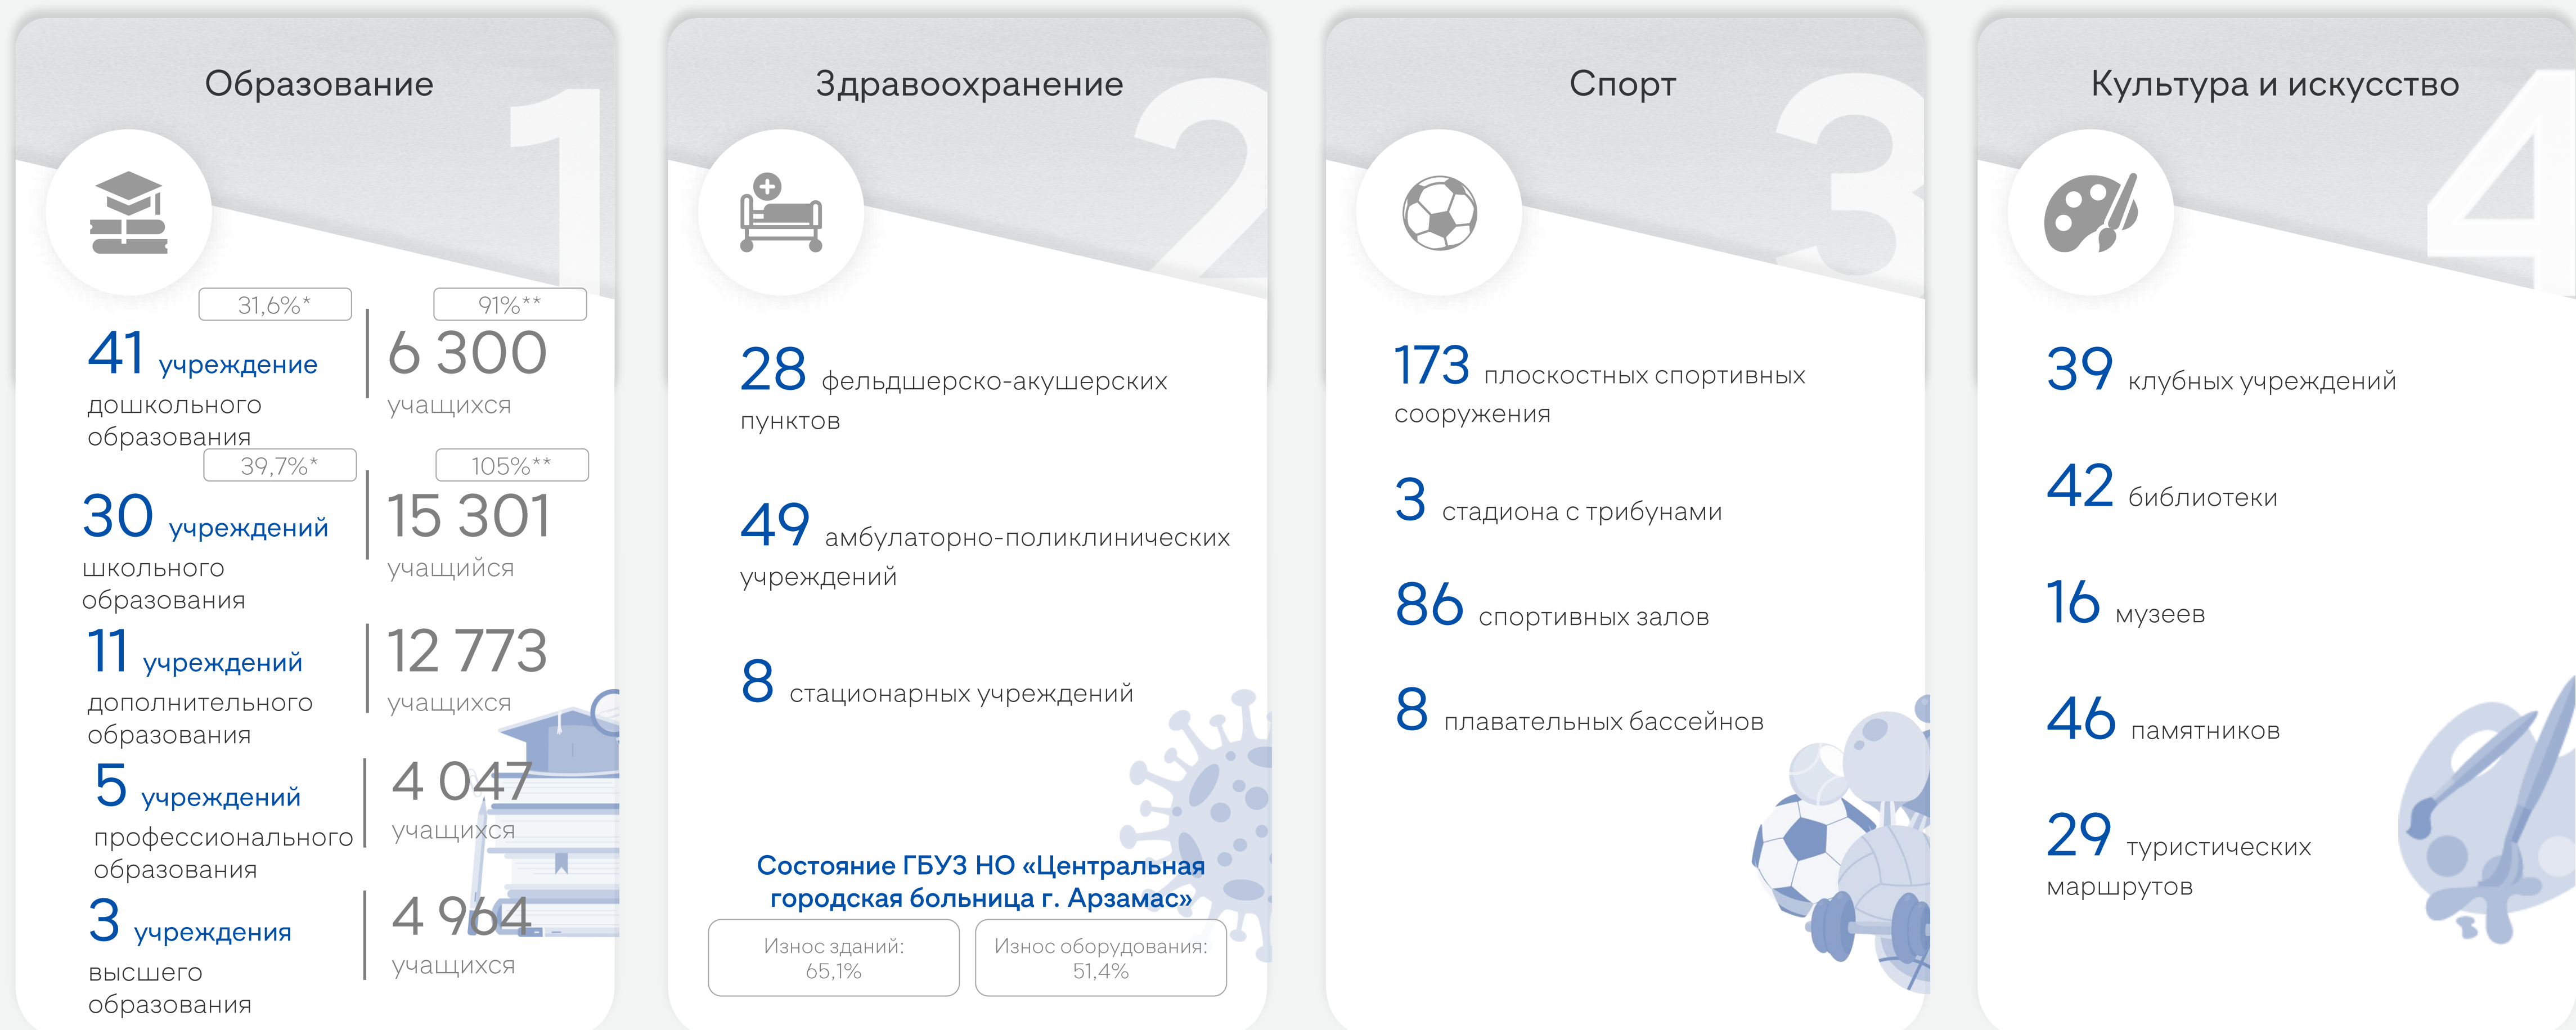 Образование
1
31,6%*
91%**
41 учреждение
дошкольного
образования
6 300
учащихся
39,7%*
105%**
30 учреждений
школьного
образования
15 301
учащийся
11 учреждений
дополнительного
образования
12 773
учащихся
5 учреждений
профессионального
образования
4 047
учащихся
3 учреждения
высшего
образования
4 964
учащихся
Здравоохранение
2
28 фельдшерско-акушерских
пунктов
49 амбулаторно-поликлинических
учреждений
8 стационарных учреждений
Состояние ГБУЗ НО «Центральная
городская больница г. Арзамас»
Износ зданий:
65,1%
Износ оборудования:
51,4%
Спорт
3
173 плоскостных спортивных
сооружения
3 стадиона с трибунами
86 спортивных залов
8 плавательных бассейнов
Культура и искусство
4
39 клубных учреждений
42 библиотеки
16 музеев
46 памятников
29 туристических
маршрутов